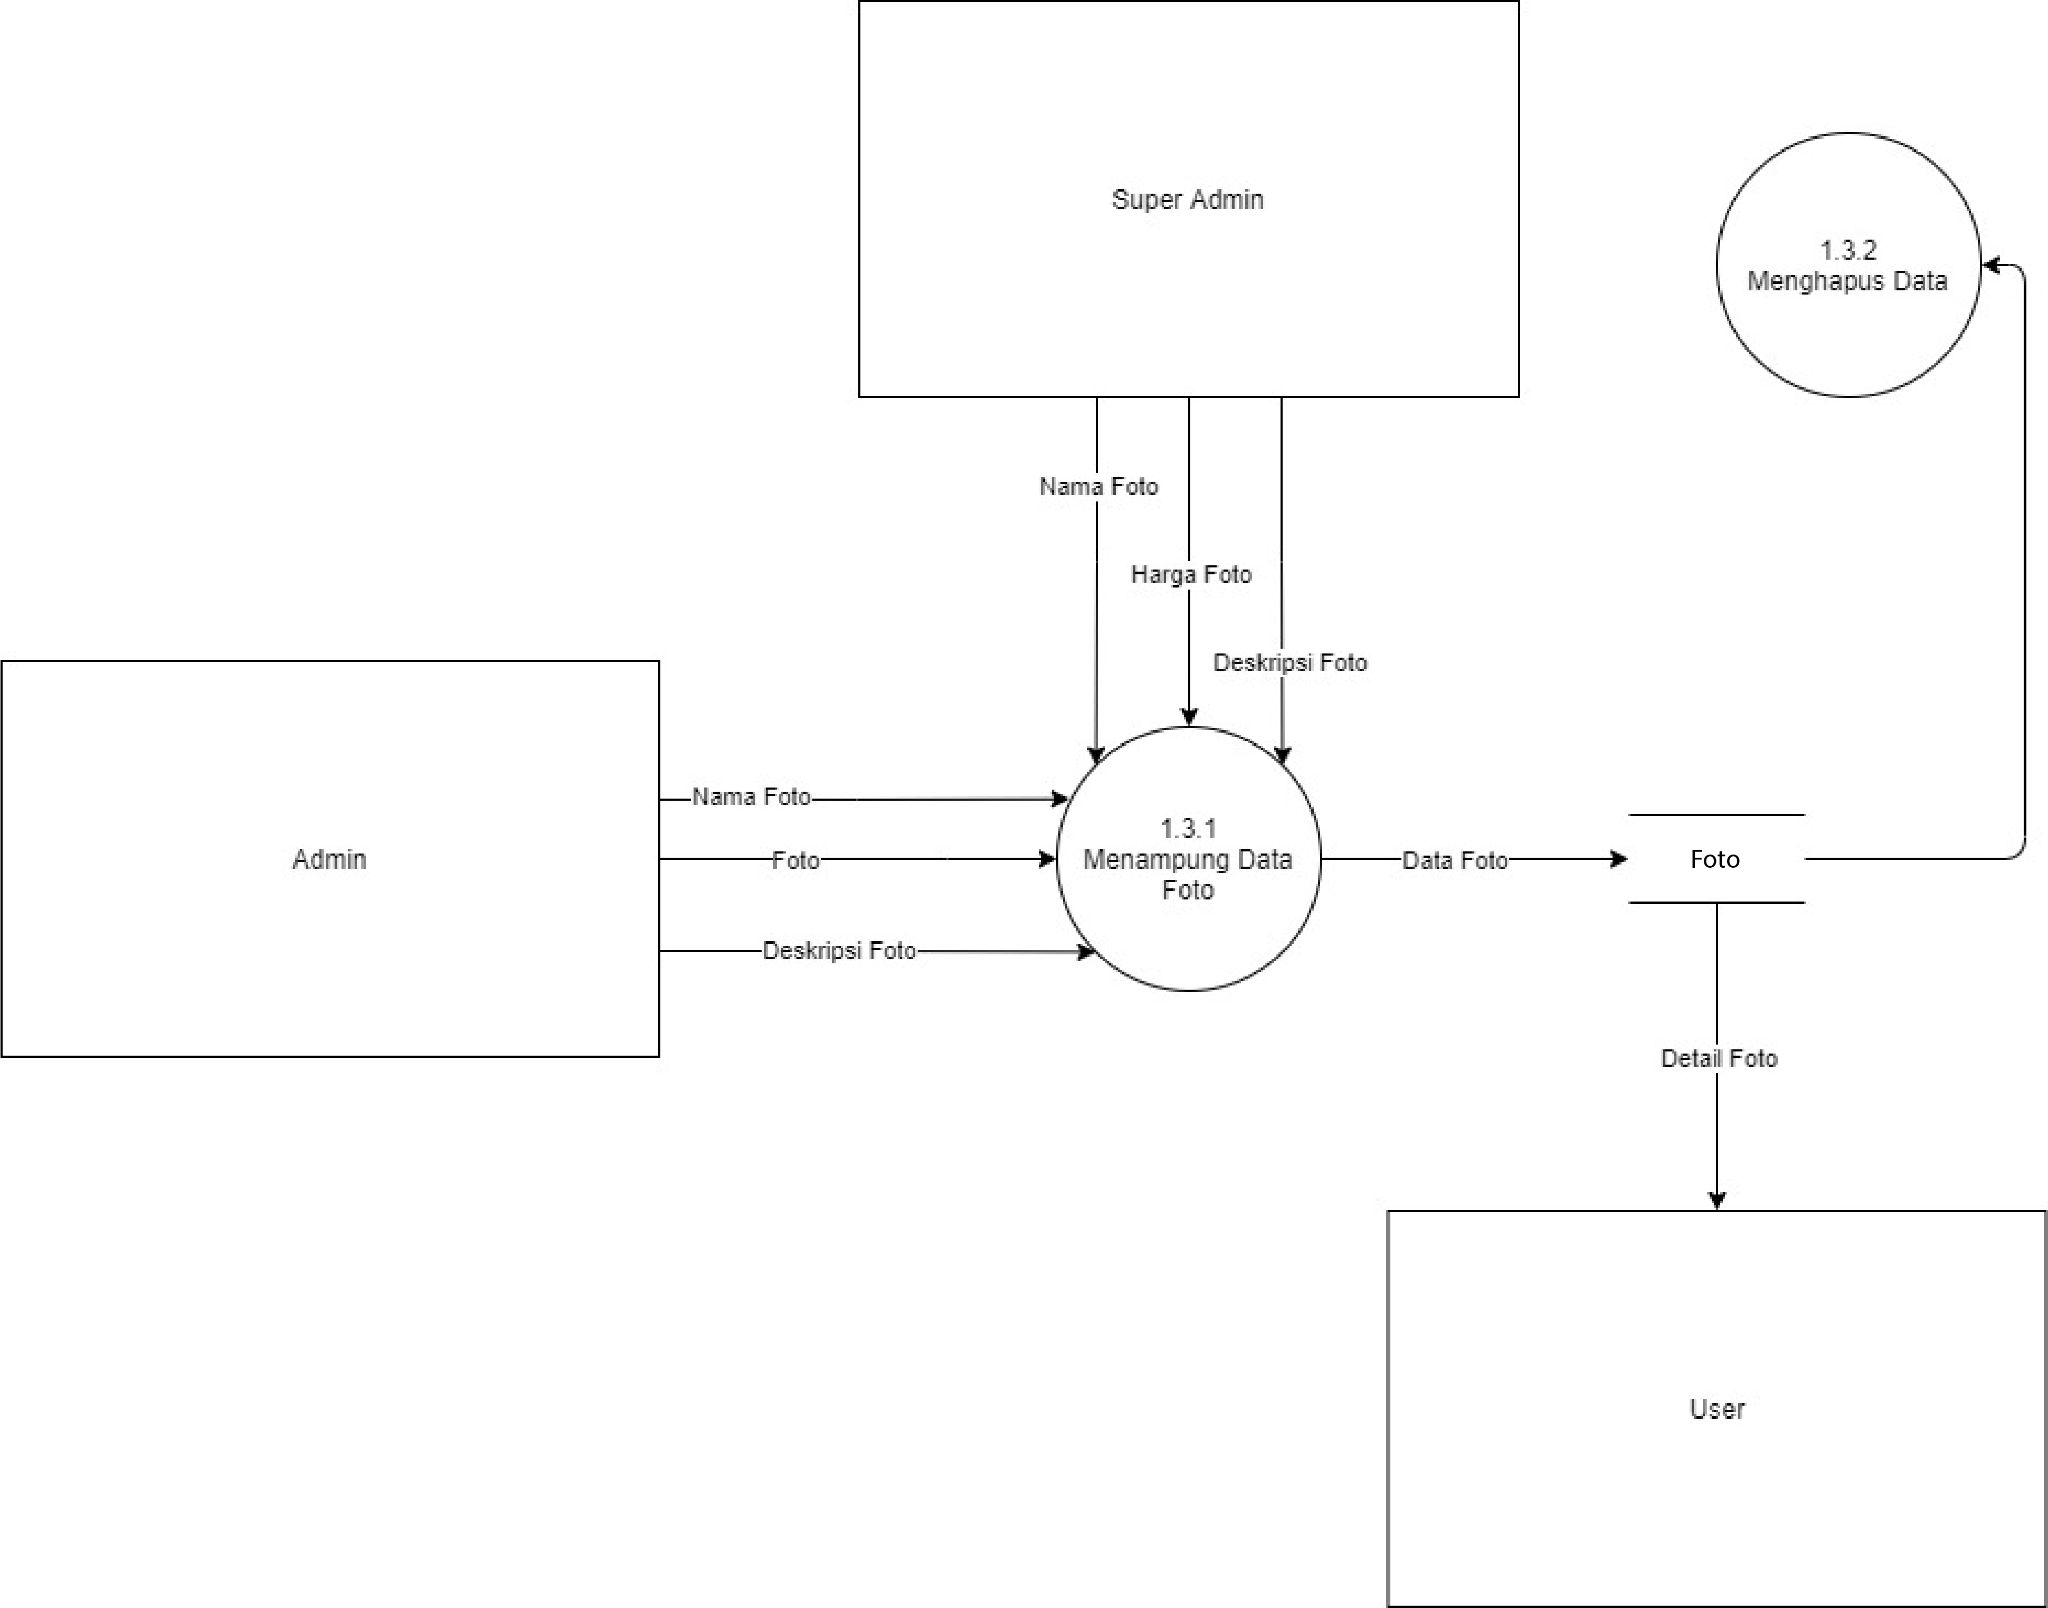 Super Admin
1.3.2
Menghapus Data
Nama Foto
Harga Foto
Deskripsi Foto
Nama Foto
Admin
Foto
Deskripsi Foto
1.3.1
Menampung Data
Foto
Data Foto
Foto
Detail Foto
User